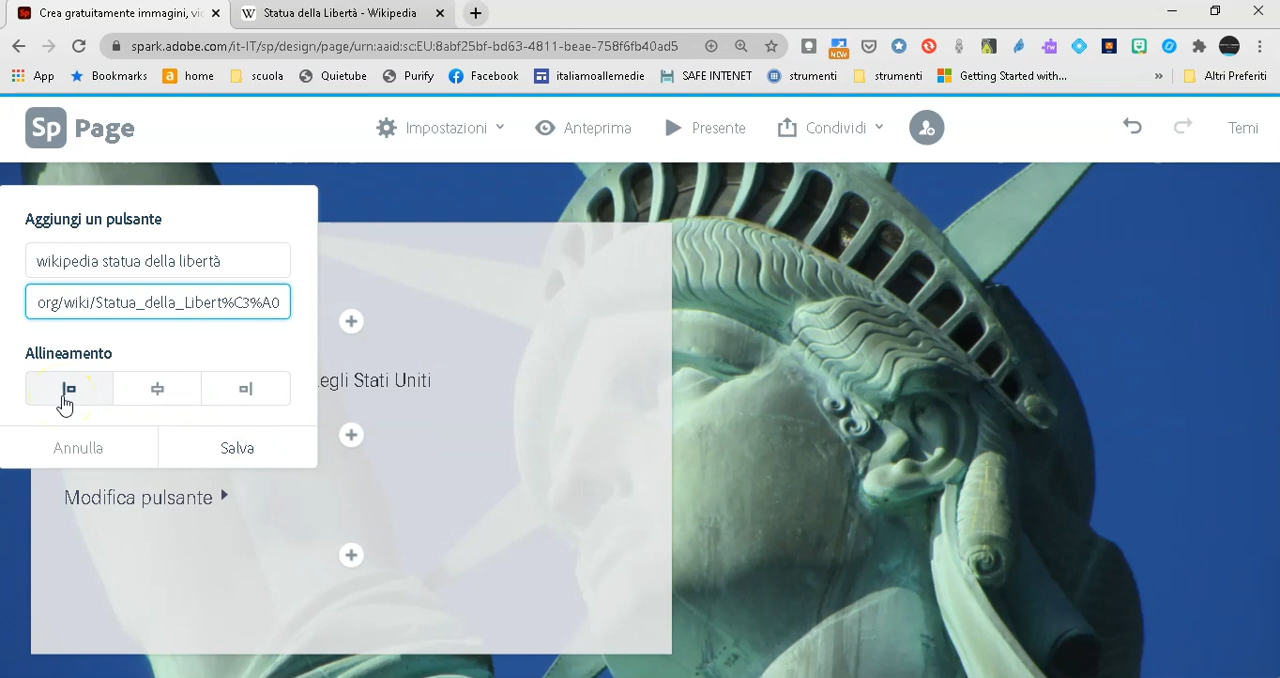 Crea gratuitamente immagini, vic
Statua della Libertà - Wikipedia
spark.adobe.com/it-IT/sp/design/page/urn:aaid:sc:EU:8abf25bf-bd63-4811-beae-758f6fb40ad5
App Bookmarks home scuola Quietube Purify Facebook italiamoallemedie SAFE INTENET strumenti strumenti Getting Started with... » Altri Preferiti
NEW
Sp Page Impostazioni Anteprima Presente Condividi Temi
Aggiungi un pulsante
wikipedia statua della libertà
org/wiki/Statua_della_Libert%C3%A0
Allineamento
egli Stati Uniti
Annulla Salva
Modifica pulsante